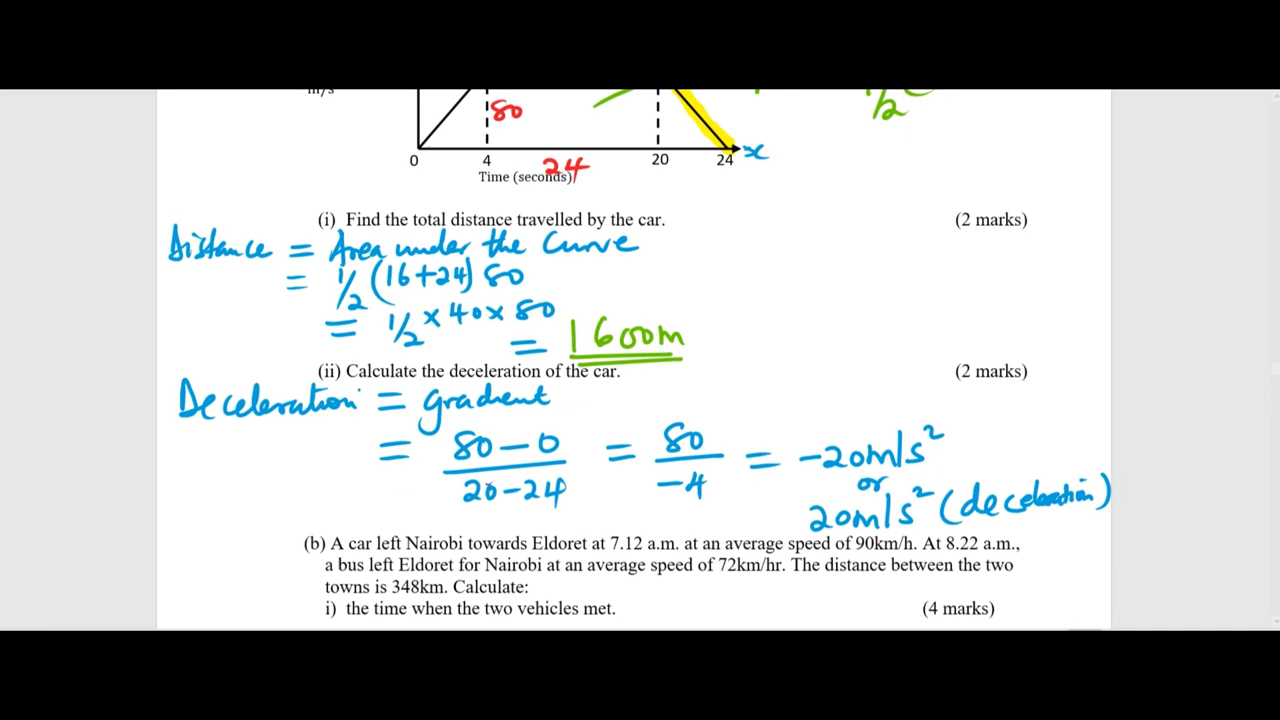 m/s
80
1/2
0 4 20 24 x
24
Time (seconds)
(i) Find the total distance travelled by the car. (2 marks)
Distance = Area under the Curve
= 1/2 (16+24) 80
= 1/2 × 40 × 80
= 1600m
(ii) Calculate the deceleration of the car. (2 marks)
Deceleration = gradient
= 80 - 0 / 20 - 24 = 80 / -4 = -20m/s²
or
20m/s² (deceleration)
(b) A car left Nairobi towards Eldoret at 7.12 a.m. at an average speed of 90km/h. At 8.22 a.m.,
a bus left Eldoret for Nairobi at an average speed of 72km/hr. The distance between the two
towns is 348km. Calculate:
i) the time when the two vehicles met. (4 marks)